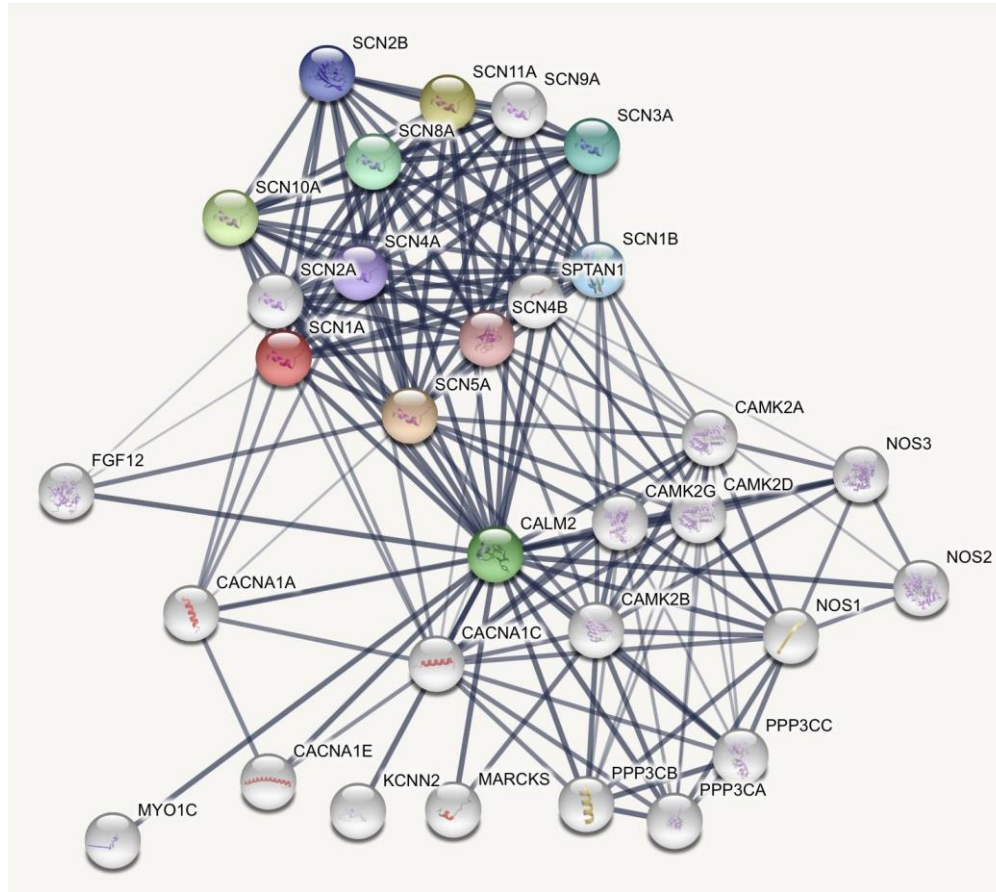 SCN2B
SCN11A
SCN9A
SCN8A
SCN3A
SCN10A
SCN4A
SCN1B
SCN2A
SPTAN1
SCN4B
SCN1A
SCN5A
CAMK2A
NOS3
FGF12
CAMK2G
CAMK2D
CALM2
NOS2
CACNA1A
CAMK2B
NOS1
CACNA1C
PPP3CC
CACNA1E
KCNN2
MARCKS
PPP3CB
PPP3CA
MYO1C